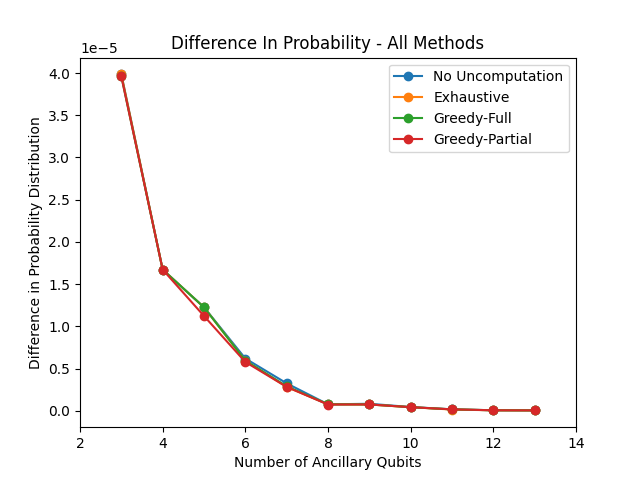 Difference In Probability - All Methods
1e−5
No Uncomputation
Exhaustive
Greedy-Full
Greedy-Partial
Difference in Probability Distribution
4.0
3.5
3.0
2.5
2.0
1.5
1.0
0.5
0.0
2 4 6 8 10 12 14
Number of Ancillary Qubits